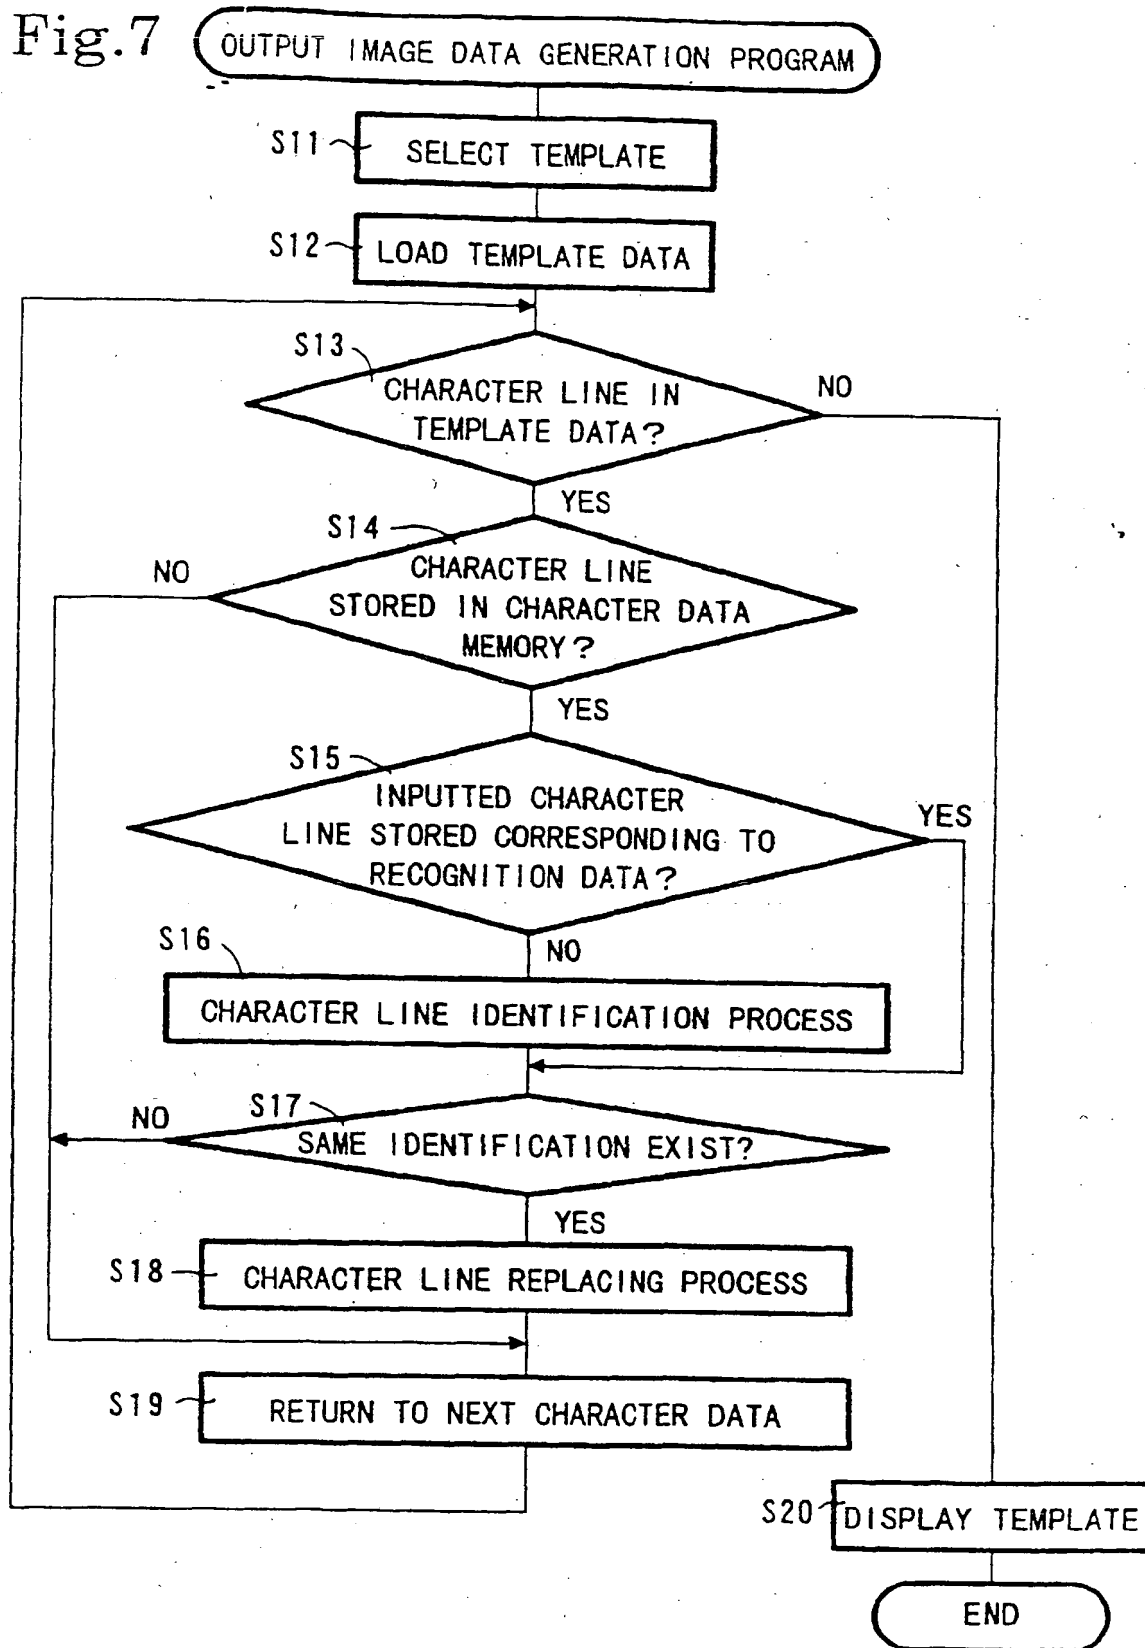 Fig.7
OUTPUT IMAGE DATA GENERATION PROGRAM
S11
SELECT TEMPLATE
S12
LOAD TEMPLATE DATA
S13
CHARACTER LINE IN
TEMPLATE DATA?
NO
YES
S14
CHARACTER LINE
STORED IN CHARACTER DATA
MEMORY?
NO
YES
S15
INPUTTED CHARACTER
LINE STORED CORRESPONDING TO
RECOGNITION DATA?
YES
NO
S16
CHARACTER LINE IDENTIFICATION PROCESS
S17
NO
SAME IDENTIFICATION EXIST?
YES
S18
CHARACTER LINE REPLACING PROCESS
S19
RETURN TO NEXT CHARACTER DATA
S20
DISPLAY TEMPLATE
END